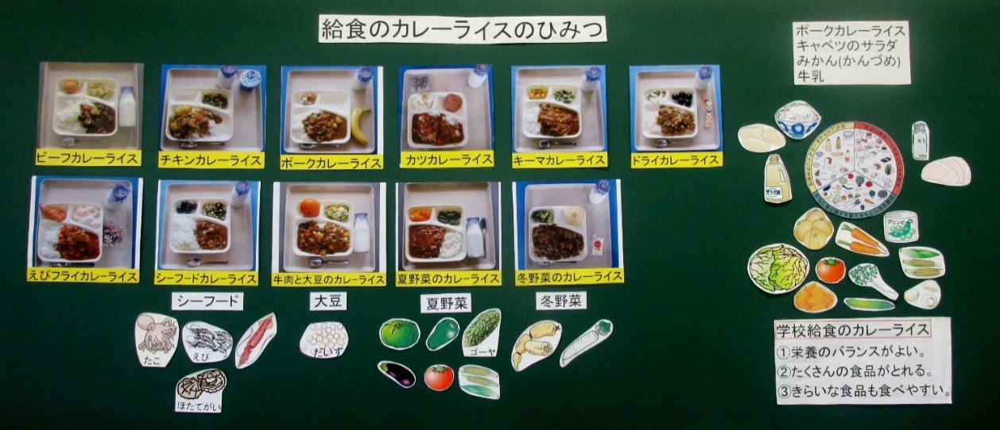 給食のカレーライスのひみつ
ポークカレーライス
キャベツのサラダ
みかん(かんづめ)
牛乳
ビーフカレーライス
チキンカレーライス
ポークカレーライス
カツカレーライス
キーマカレーライス
ドライカレーライス
えびフライカレーライス
シーフードカレーライス
牛肉と大豆のカレーライス
夏野菜のカレーライス
冬野菜のカレーライス
シーフード
大豆
夏野菜
冬野菜
たこ
えび
ほたてがい
だいず
ゴーヤ
グリンピース
学校給食のカレーライス
①栄養のバランスがよい。
②たくさんの食品がとれる。
③きらいな食品も食べやすい。